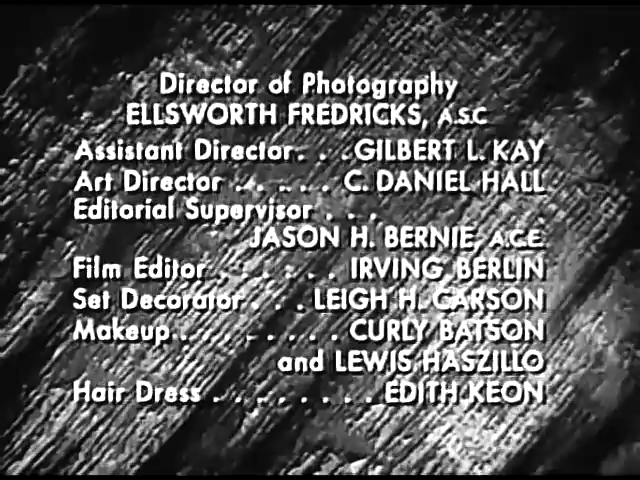 Director of Photography
ELLSWORTH FREDRICKS, A.S.C
Assistant Director. . .GILBERT L. KAY
Art Director . . . . . C. DANIEL HALL
Editorial Supervisor . . .
JASON H. BERNIE, A.C.E.
Film Editor . . . . . . IRVING BERLIN
Set Decorator . . . LEIGH H. CARSON
Makeup. . . . . . . . . CURLY BATSON
and LEWIS HASZILLO
Hair Dress . . . . . . . . EDITH KEON